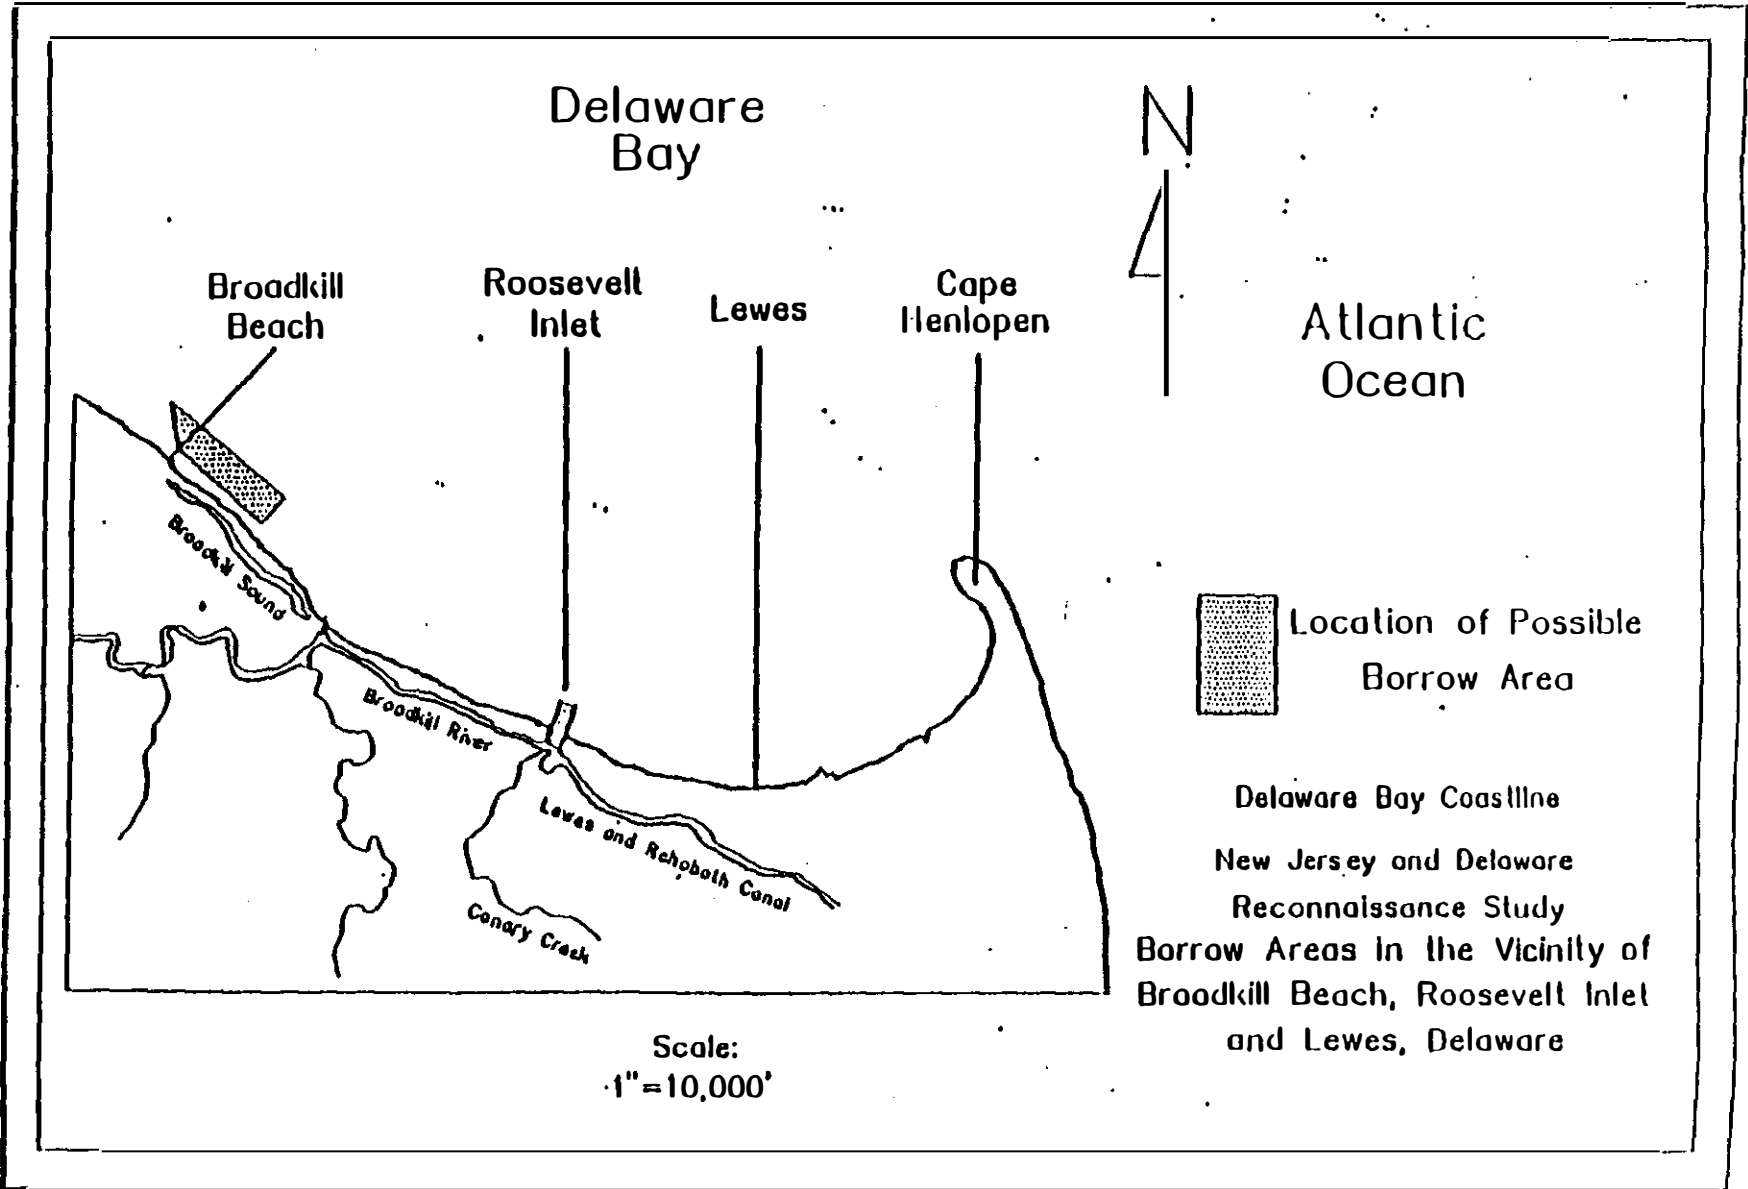 Delaware
Bay
N
Broadkill
Beach
Roosevelt
Inlet
Lewes
Cape
Henlopen
Atlantic
Ocean
Broadkill Sound
Broadkill River
Lewes and Rehoboth Canal
Canary Creek
Location of Possible
Borrow Area
Delaware Bay Coastline
New Jersey and Delaware
Reconnaissance Study
Borrow Areas in the Vicinity of
Broadkill Beach, Roosevelt Inlet
and Lewes, Delaware
Scale:
1"=10,000'